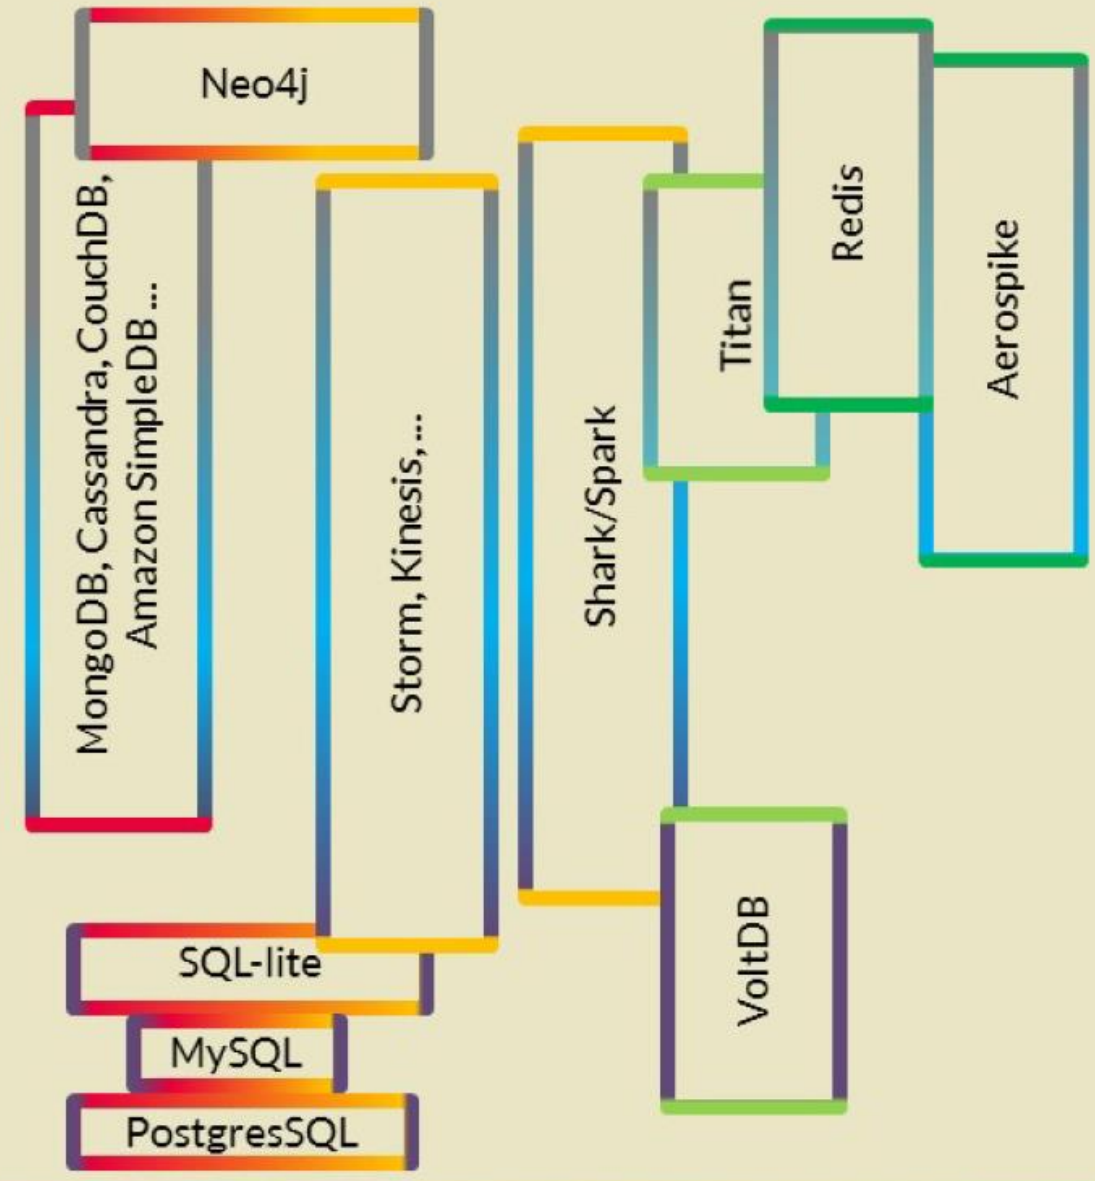 Neo4j
MongoDB, Cassandra, CouchDB,
Amazon SimpleDB ...
Storm, Kinesis, ...
Shark/Spark
Titan
Redis
Aerospike
SQL-lite
MySQL
PostgresSQL
VoltDB